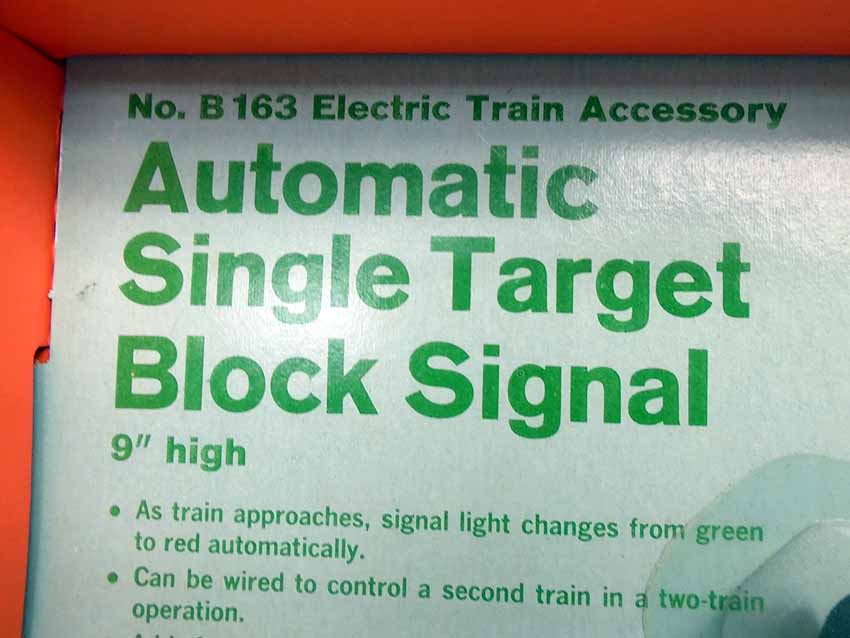 No. B 163 Electric Train Accessory
Automatic
Single Target
Block Signal
9" high
• As train approaches, signal light changes from green
to red automatically.
• Can be wired to control a second train in a two-train
operation.